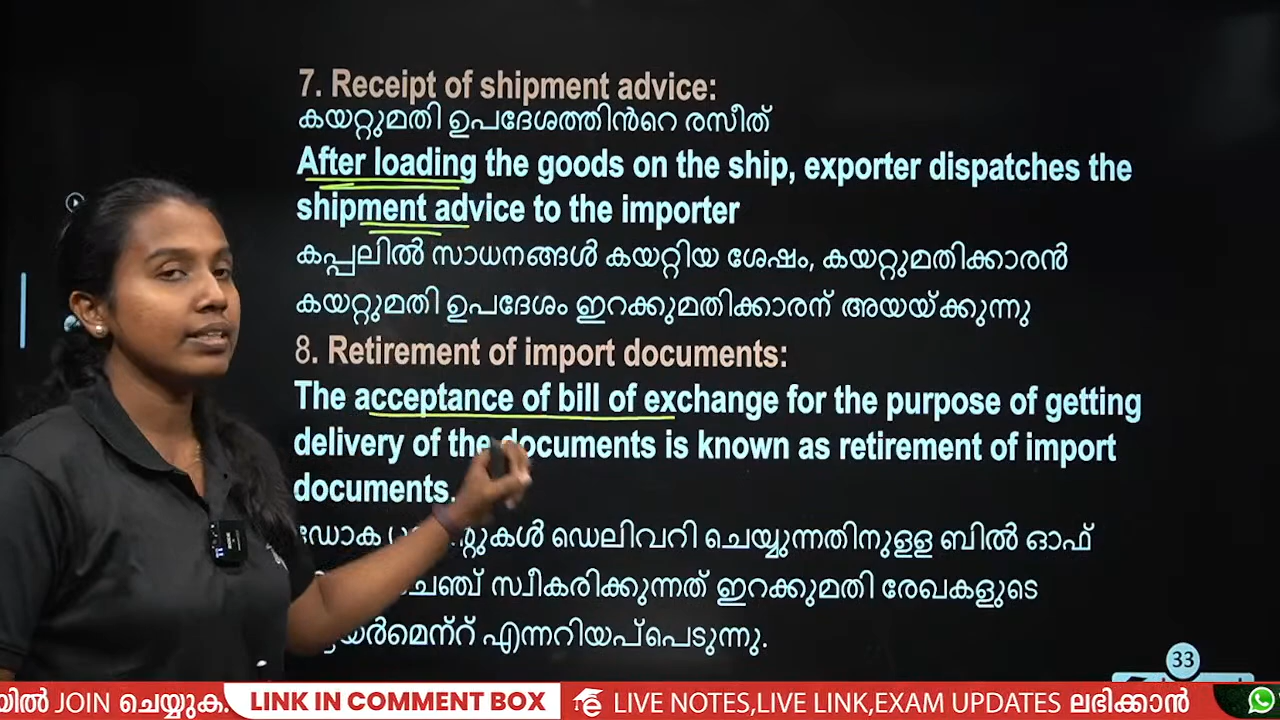 7. Receipt of shipment advice:
കയറ്റുമതി ഉപദേശത്തിൻറെ രസീത്
After loading the goods on the ship, exporter dispatches the
shipment advice to the importer
കപ്പലിൽ സാധനങ്ങൾ കയറ്റിയ ശേഷം, കയറ്റുമതിക്കാരൻ
കയറ്റുമതി ഉപദേശം ഇറക്കുമതിക്കാരന് അയയ്ക്കുന്നു
8. Retirement of import documents:
The acceptance of bill of exchange for the purpose of getting
delivery of the documents is known as retirement of import
documents.
ഡെലിവറി ചെയ്യുന്നതിനുളള ബിൽ ഓഫ്
സ്വീകരിക്കുന്നത് ഇറക്കുമതി രേഖകളുടെ
എന്നറിയപ്പെടുന്നു.
33
JOIN ചെയ്യുക. LINK IN COMMENT BOX LIVE NOTES,LIVE LINK,EXAM UPDATES ലഭിക്കാൻ